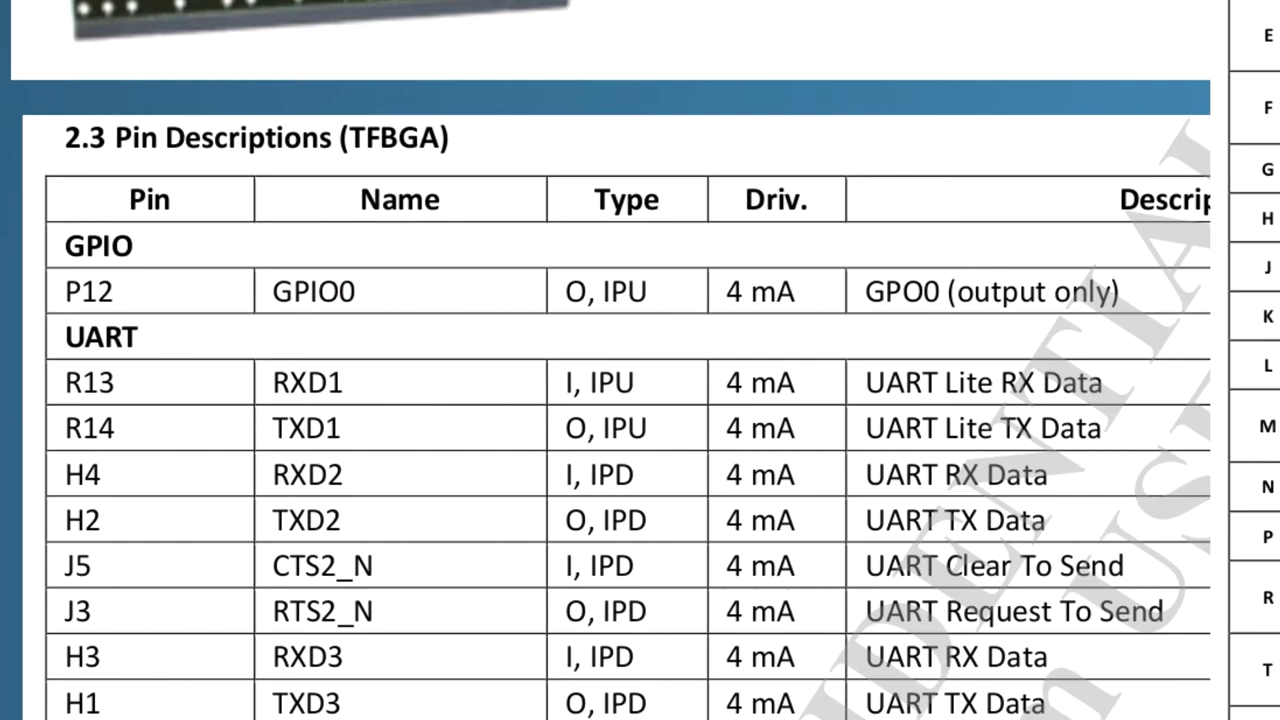 2.3 Pin Descriptions (TFBGA)
Pin Name Type Driv.
GPIO
P12 GPIO0 O, IPU 4 mA GPO0 (output only)
UART
R13 RXD1 I, IPU 4 mA UART Lite RX Data
R14 TXD1 O, IPU 4 mA UART Lite TX Data
H4 RXD2 I, IPD 4 mA UART RX Data
H2 TXD2 O, IPD 4 mA UART TX Data
J5 CTS2_N I, IPD 4 mA UART Clear To Send
J3 RTS2_N O, IPD 4 mA UART Request To Send
H3 RXD3 I, IPD 4 mA UART RX Data
H1 TXD3 O, IPD 4 mA UART TX Data
E
F
G
H
J
K
L
M
N
P
R
T